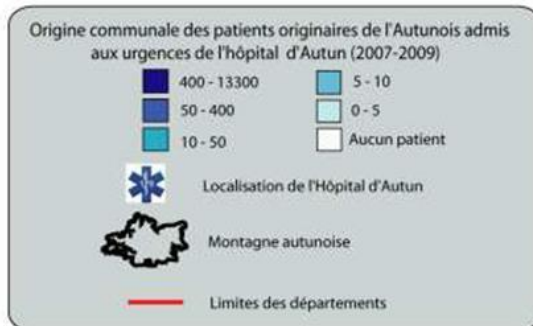 Origine communale des patients originaires de l'Autunois admis
aux urgences de l'hôpital d'Autun (2007-2009)
400 - 13300
5 - 10
50 - 400
0 - 5
10 - 50
Aucun patient
Localisation de l'Hôpital d'Autun
Montagne autunoise
Limites des départements